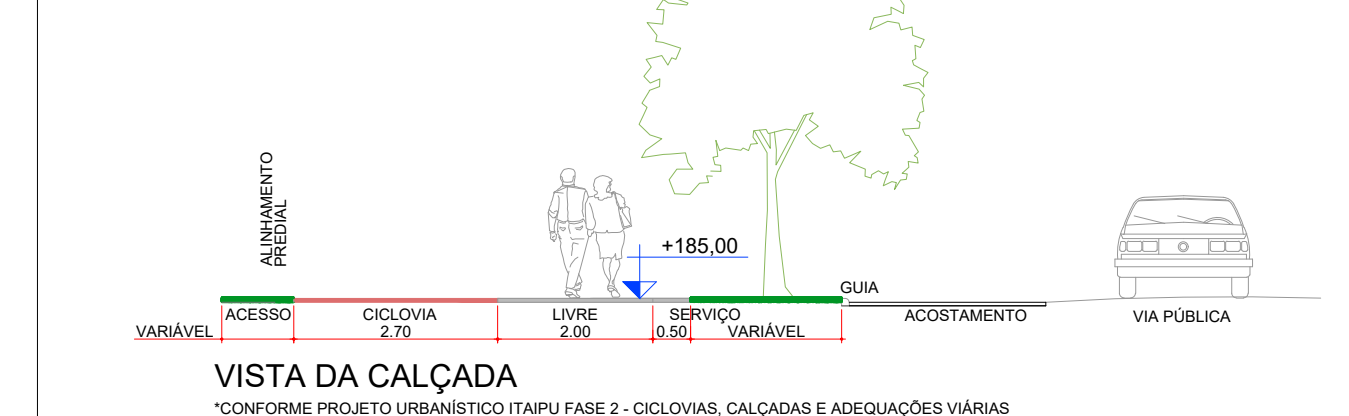 ALINHAMENTO
PREDIAL
+185,00
GUIA
ACESSO CICLOVIA LIVRE SERVIÇO ACOSTAMENTO VIA PÚBLICA
VARIÁVEL 2.70 2.00 0.50 VARIÁVEL
VISTA DA CALÇADA
*CONFORME PROJETO URBANÍSTICO ITAIPU FASE 2 - CICLOVIAS, CALÇADAS E ADEQUAÇÕES VIÁRIAS